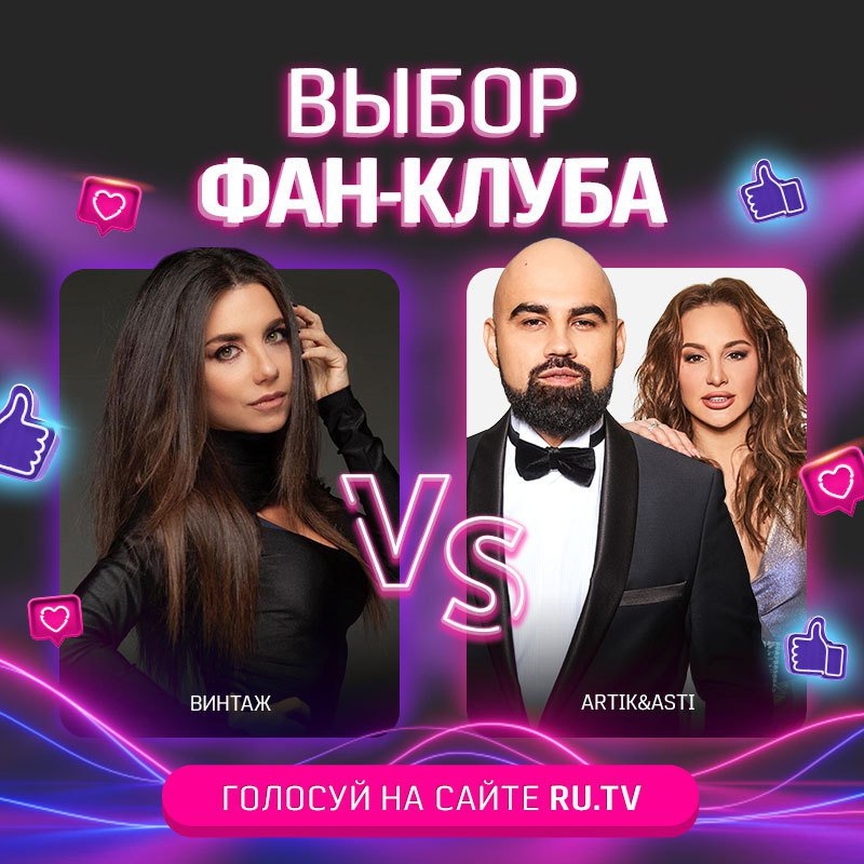 ВЫБОР
ФАН-КЛУБА
VS
ВИНТАЖ
ARTIK&ASTI
ГОЛОСУЙ НА САЙТЕ RU.TV